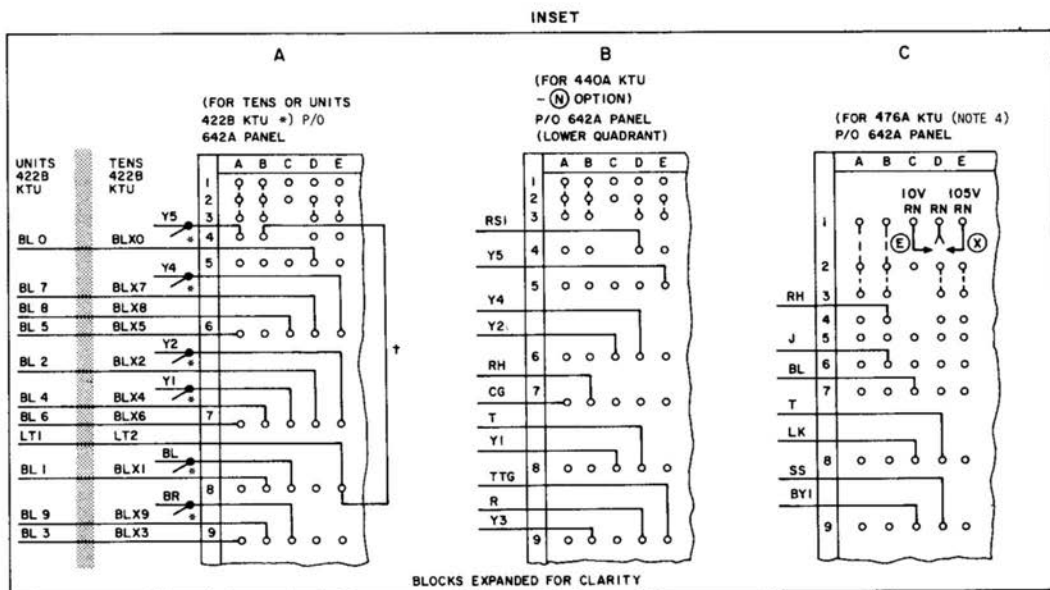 INSET
A
(FOR TENS OR UNITS
422B KTU *) P/O
642A PANEL
UNITS
422B
KTU
TENS
422B
KTU
A B C D E
1
2
3
Y5
*
4
BL 0 BLX0
5
Y4
*
BL 7 BLX7
BL 8 BLX8
BL 5 BLX5 6
Y2
*
BL 2 BLX2
Y1
*
BL 4 BLX4
BL 6 BLX6 7
LT1 LT2
BL
*
BL 1 BLX1
8
BR
*
BL 9 BLX9
BL 3 BLX3 9
†
B
(FOR 440A KTU
- N OPTION)
P/O 642A PANEL
(LOWER QUADRANT)
A B C D E
1
2
3
RS1
4
Y5
5
Y4
Y2
6
RH
CG 7
T
Y1
8
TTG
R
Y3
9
C
(FOR 476A KTU (NOTE 4)
P/O 642A PANEL
A B C D E
10V 105V
RN RN RN
1
E X
2
3
RH
4
J 5
6
BL
7
T
LK
8
SS
BY1
9
BLOCKS EXPANDED FOR CLARITY